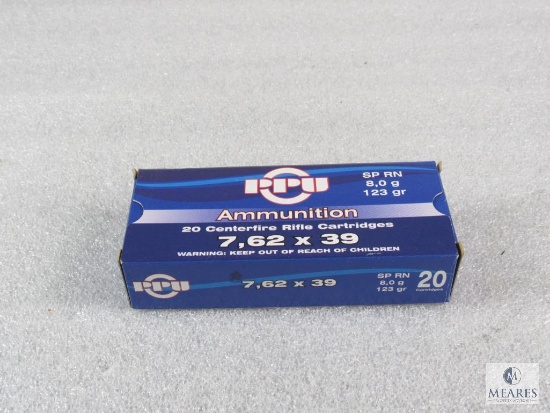 PPU
SP RN
8,0 g
123 gr
Ammunition
20 Centerfire Rifle Cartridges
7,62 x 39
WARNING: KEEP OUT OF REACH OF CHILDREN
PPU
7,62 x 39
SP RN
8,0 g
123 gr
20
Cartridges
M
MEARES